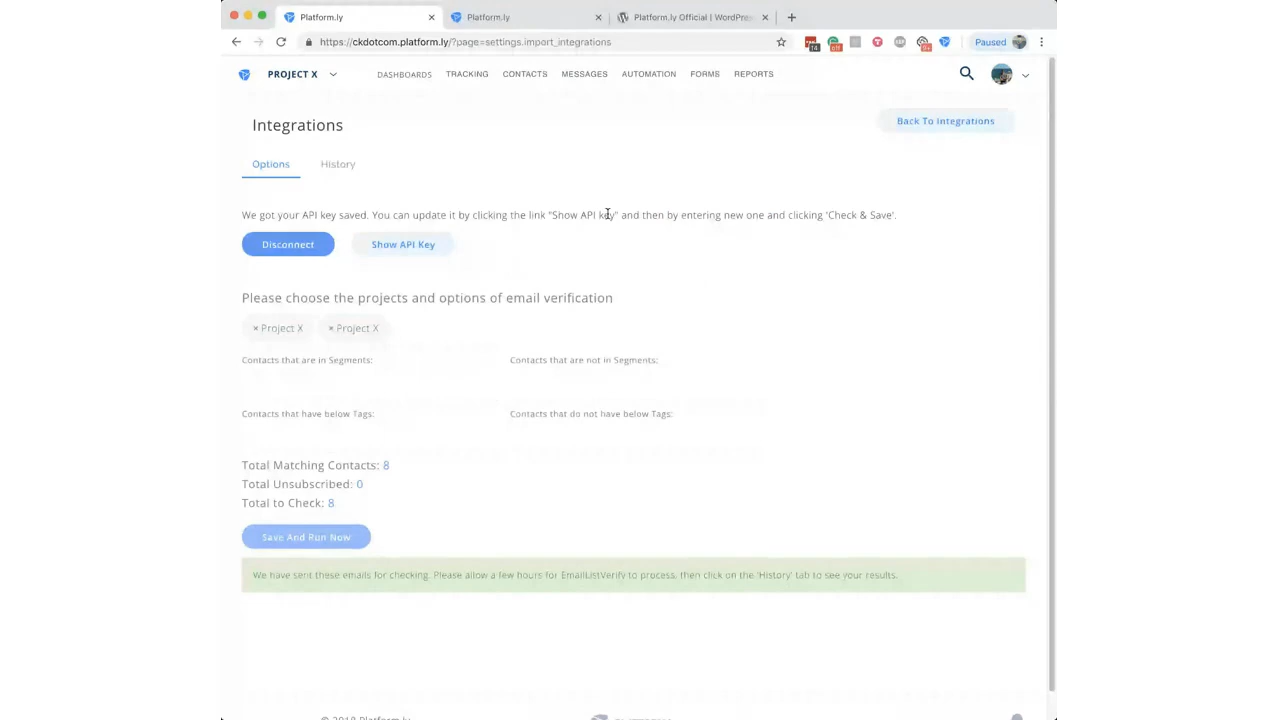 Platform.ly
Platform.ly
Platform.ly Official | WordPres
https://ckdotcom.platform.ly/?page=settings.import_integrations
Paused
PROJECT X
DASHBOARDS
TRACKING
CONTACTS
MESSAGES
AUTOMATION
FORMS
REPORTS
Integrations
Back To Integrations
Options
History
We got your API key saved. You can update it by clicking the link "Show API key" and then by entering new one and clicking 'Check & Save'.
Disconnect
Show API Key
Please choose the projects and options of email verification
× Project X
× Project X
Contacts that are in Segments:
Contacts that are not in Segments:
Contacts that have below Tags:
Contacts that do not have below Tags:
Total Matching Contacts: 8
Total Unsubscribed: 0
Total to Check: 8
Save And Run Now
We have sent these emails for checking. Please allow a few hours for EmailListVerify to process, then click on the 'History' tab to see your results.